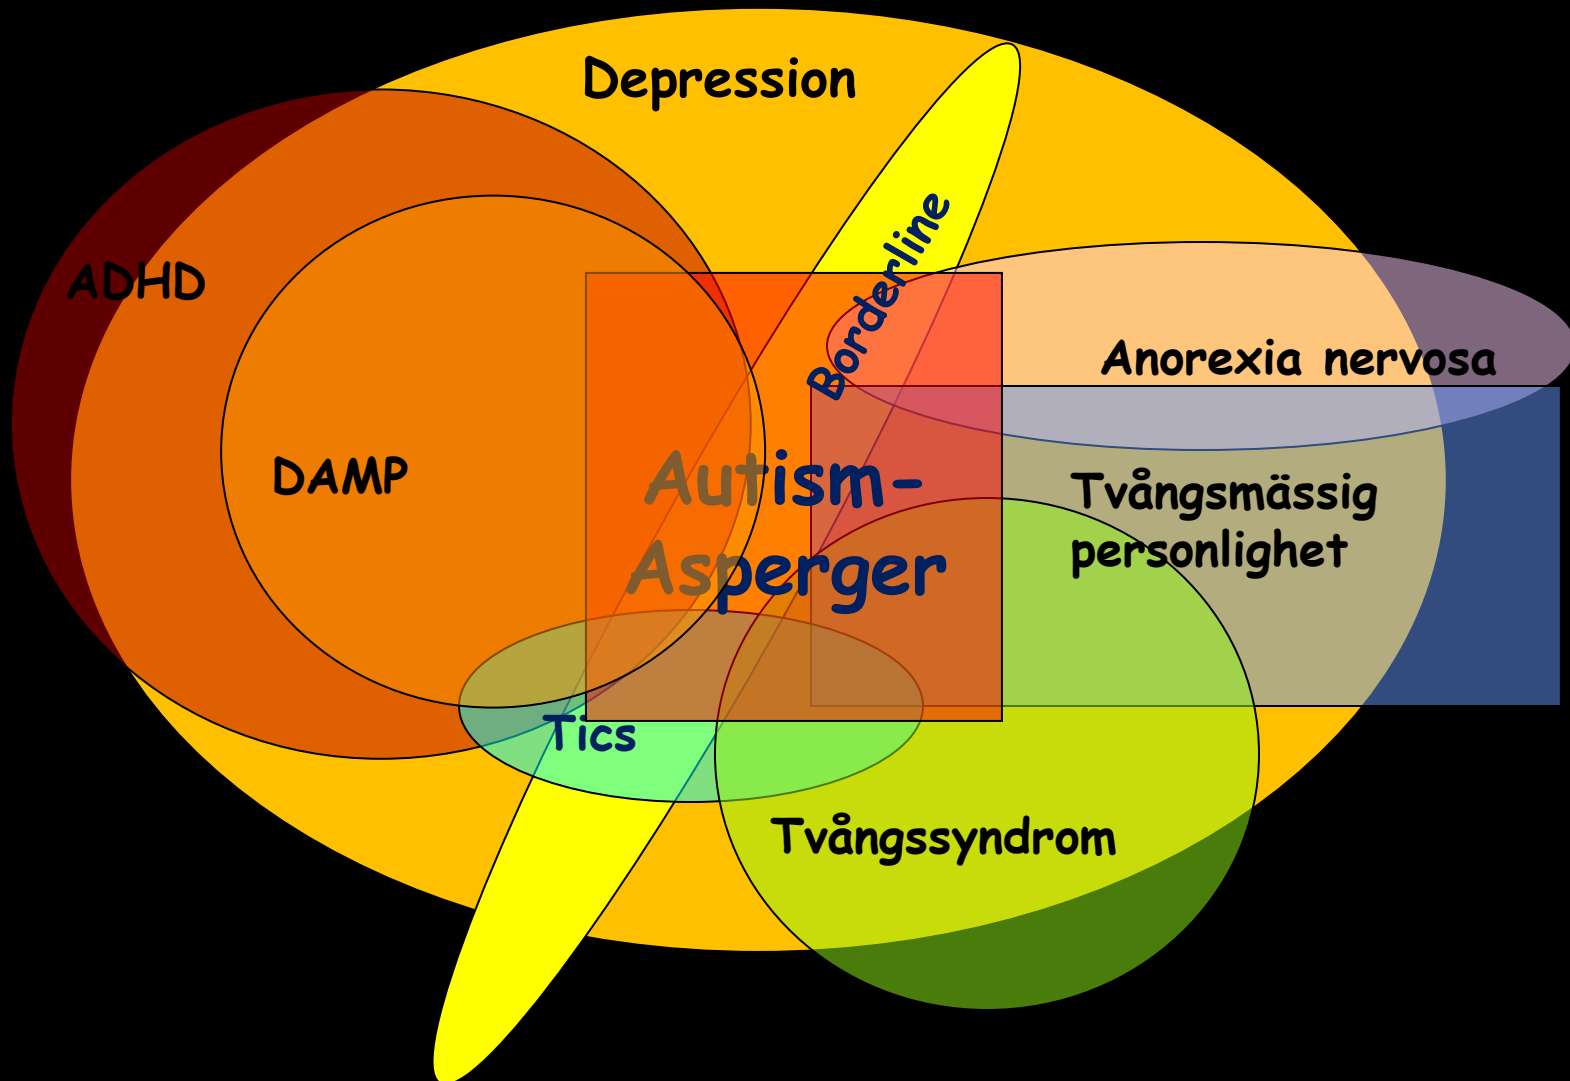 Depression
Borderline
ADHD
Anorexia nervosa
DAMP
Autism-
Asperger
Tvångsmässig
personlighet
Tics
Tvångssyndrom